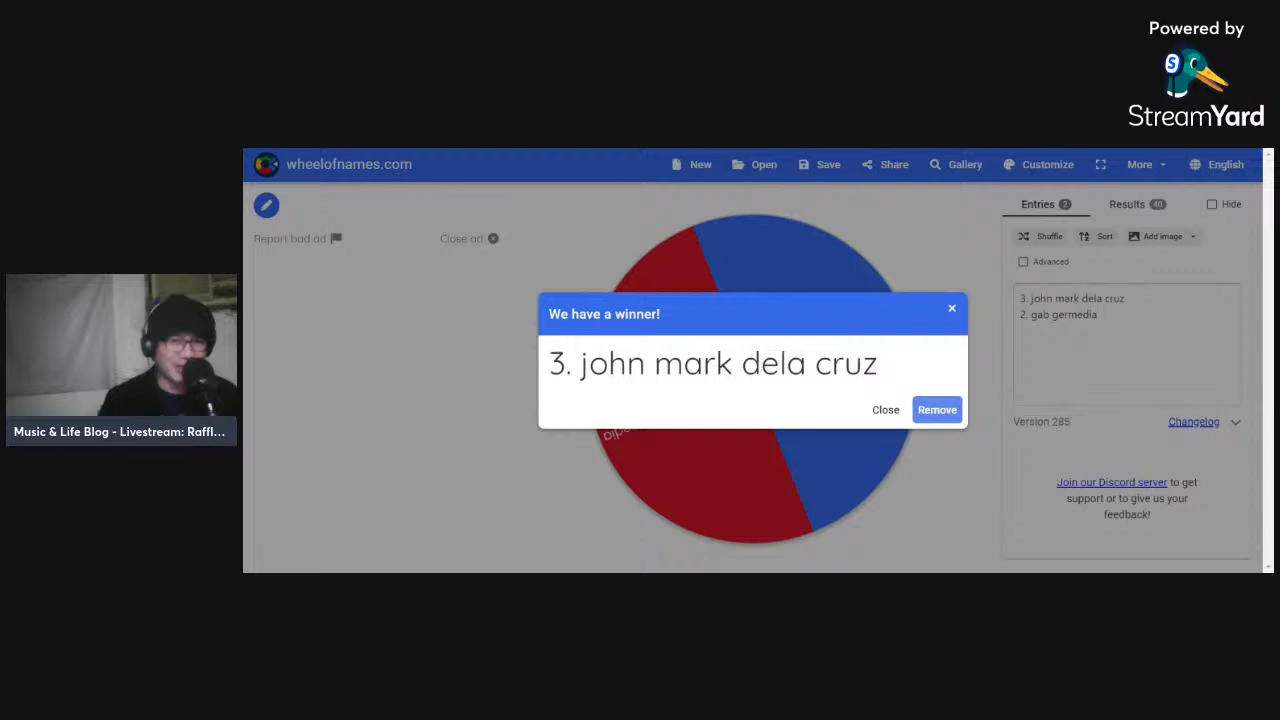 Powered by
StreamYard
wheelofnames.com
New
Open
Save
Share
Gallery
Customize
More
English
Report bad ad
Close ad
Entries 2
Results 40
Hide
Shuffle
Sort
Add image
Advanced
3. john mark dela cruz
2. gab germedia
We have a winner!
3. john mark dela cruz
Close
Remove
Version 285
Changelog
Join our Discord server to get
support or to give us your
feedback!
Music & Life Blog - Livestream: Raffl...